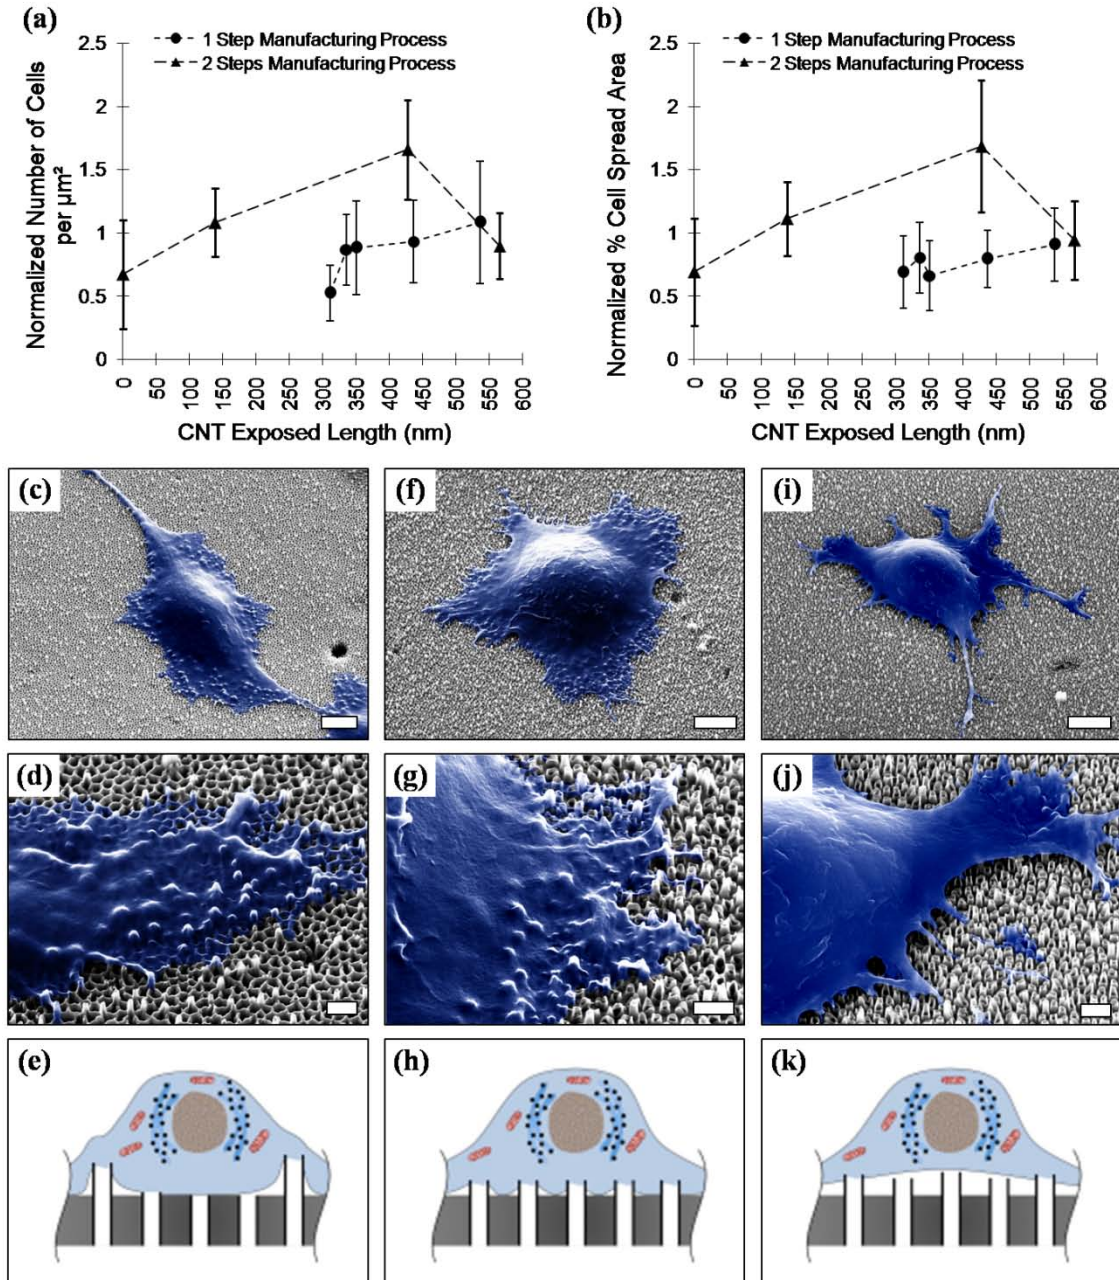 (a)
1 Step Manufacturing Process
2 Steps Manufacturing Process
Normalized Number of Cells
per µm²
2.5
2
1.5
1
0.5
0
0
50
100
150
200
250
300
350
400
450
500
550
600
CNT Exposed Length (nm)
(b)
1 Step Manufacturing Process
2 Steps Manufacturing Process
Normalized % Cell Spread Area
2.5
2
1.5
1
0.5
0
0
50
100
150
200
250
300
350
400
450
500
550
600
CNT Exposed Length (nm)
(c)
(f)
(i)
(d)
(g)
(j)
(e)
(h)
(k)